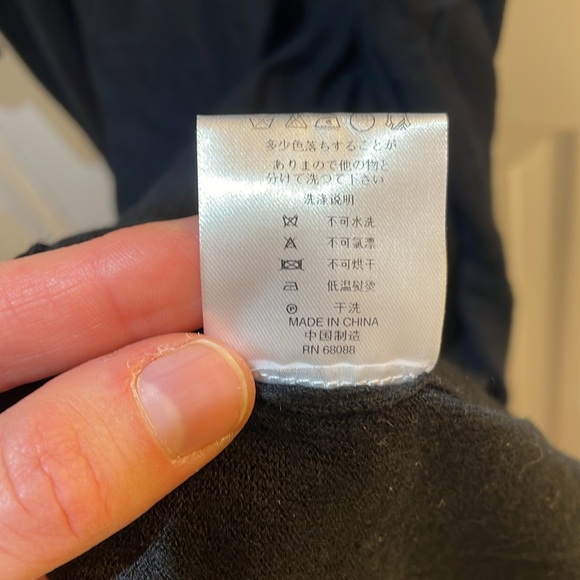 多少色落ちすることが
ありまので他の物と
分けて洗つて下さい
洗涤说明
不可水洗
不可氯漂
不可烘干
低温熨烫
Ⓟ 干洗
MADE IN CHINA
中国制造
RN 68088